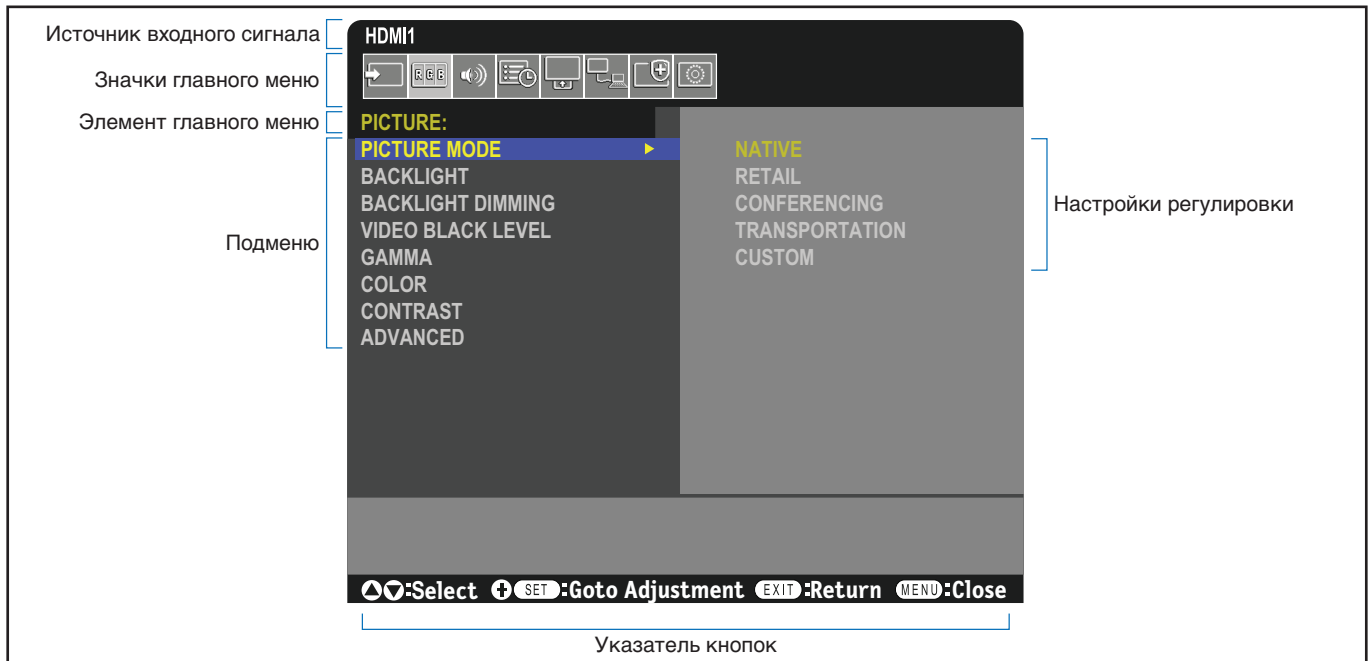 Источник входного сигнала
HDMI1
Значки главного меню
RGB
Элемент главного меню
PICTURE:
Подменю
PICTURE MODE
BACKLIGHT
BACKLIGHT DIMMING
VIDEO BLACK LEVEL
GAMMA
COLOR
CONTRAST
ADVANCED
NATIVE
RETAIL
CONFERENCING
TRANSPORTATION
CUSTOM
Настройки регулировки
:Select SET:Goto Adjustment EXIT:Return MENU:Close
Указатель кнопок